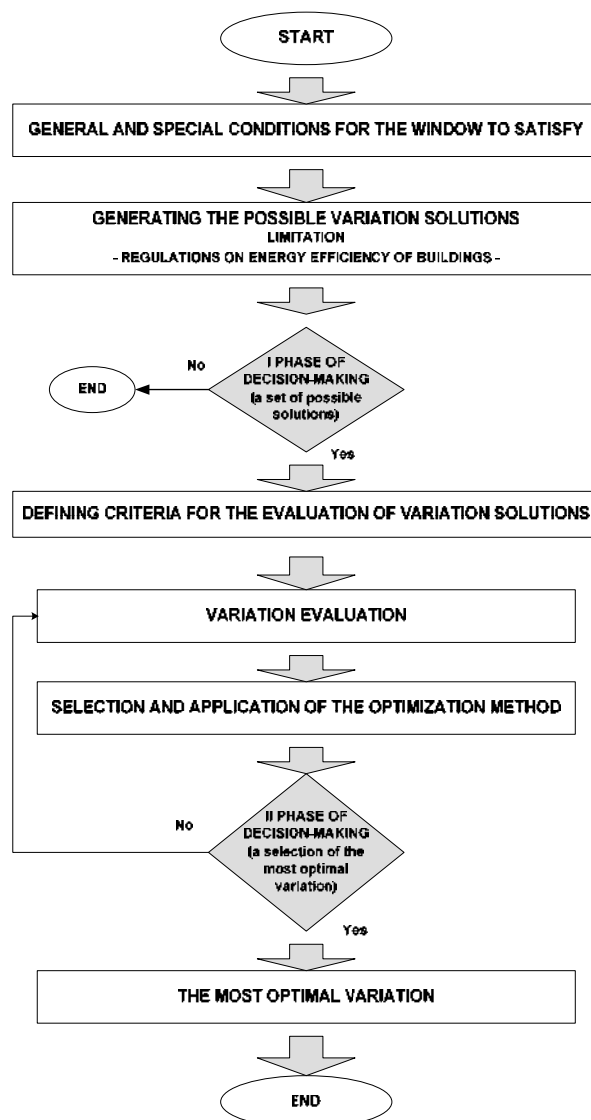 START
GENERAL AND SPECIAL CONDITIONS FOR THE WINDOW TO SATISFY
GENERATING THE POSSIBLE VARIATION SOLUTIONS
LIMITATION
- REGULATIONS ON ENERGY EFFICIENCY OF BUILDINGS -
No
I PHASE OF
DECISION-MAKING
(a set of possible
solutions)
END
Yes
DEFINING CRITERIA FOR THE EVALUATION OF VARIATION SOLUTIONS
VARIATION EVALUATION
SELECTION AND APPLICATION OF THE OPTIMIZATION METHOD
No
II PHASE OF
DECISION-MAKING
(a selection of the
most optimal
variation)
Yes
THE MOST OPTIMAL VARIATION
END